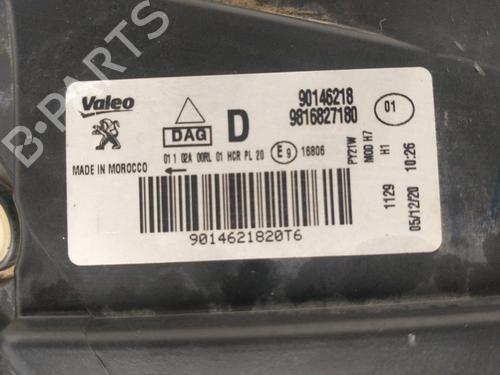 B-PARTS
Valeo
DAG
D
90146218
9816827180
01
MADE IN MOROCCO
01 1 02A 00RL 01 HCR PL 20
E9
16806
PY21W
MOD H7
H1
1129
05/12/20 10:26
9014621820T6